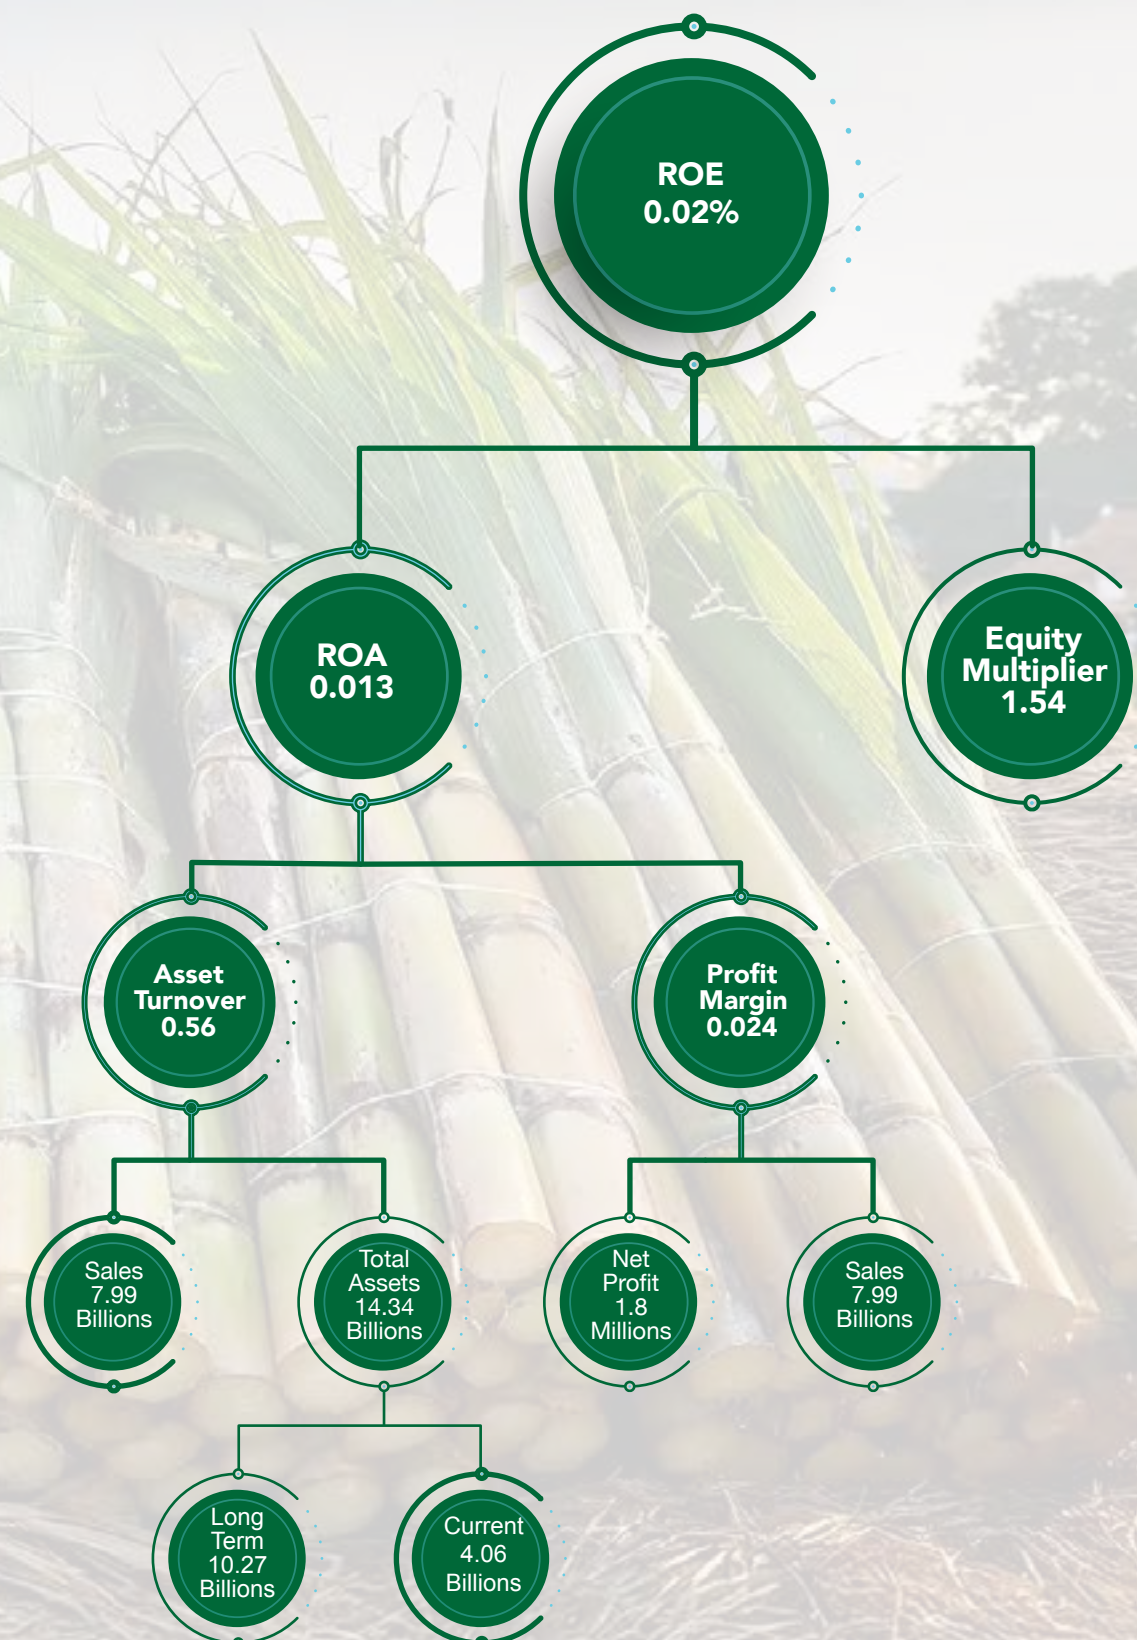 ROE
0.02%
ROA
0.013
Equity
Multiplier
1.54
Asset
Turnover
0.56
Profit
Margin
0.024
Sales
7.99
Billions
Total
Assets
14.34
Billions
Net
Profit
1.8
Millions
Sales
7.99
Billions
Long
Term
10.27
Billions
Current
4.06
Billions